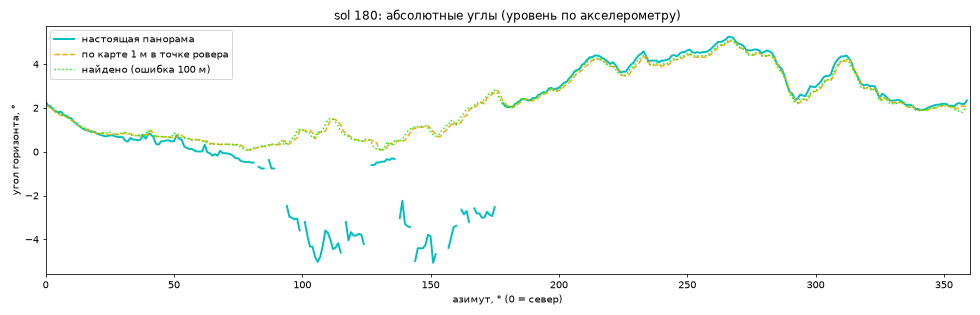 sol 180: абсолютные углы (уровень по акселерометру)
настоящая панорама
по карте 1 м в точке ровера
найдено (ошибка 100 м)
угол горизонта, °
4
2
0
−2
−4
0 50 100 150 200 250 300 350
азимут, ° (0 = север)